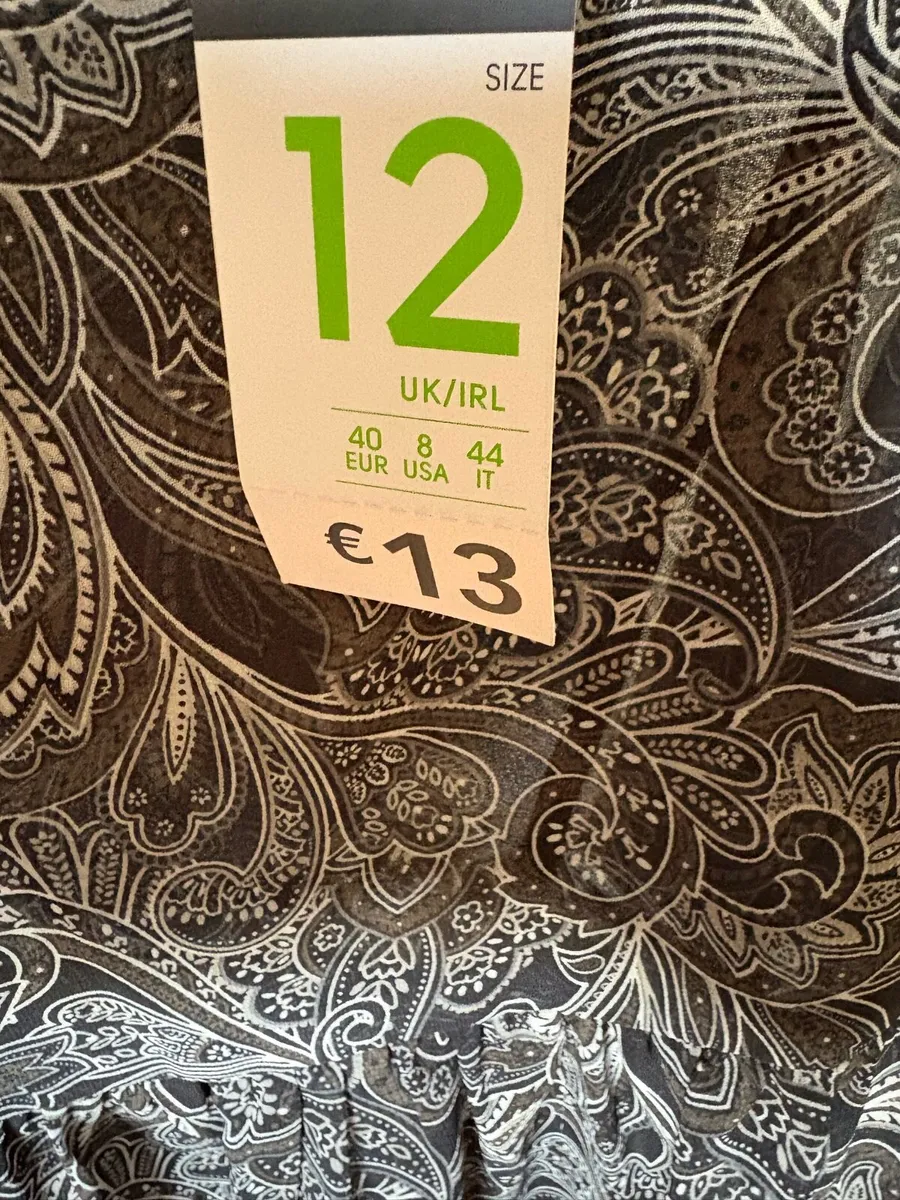 SIZE
12
UK/IRL
40 8 44
EUR USA IT
€13